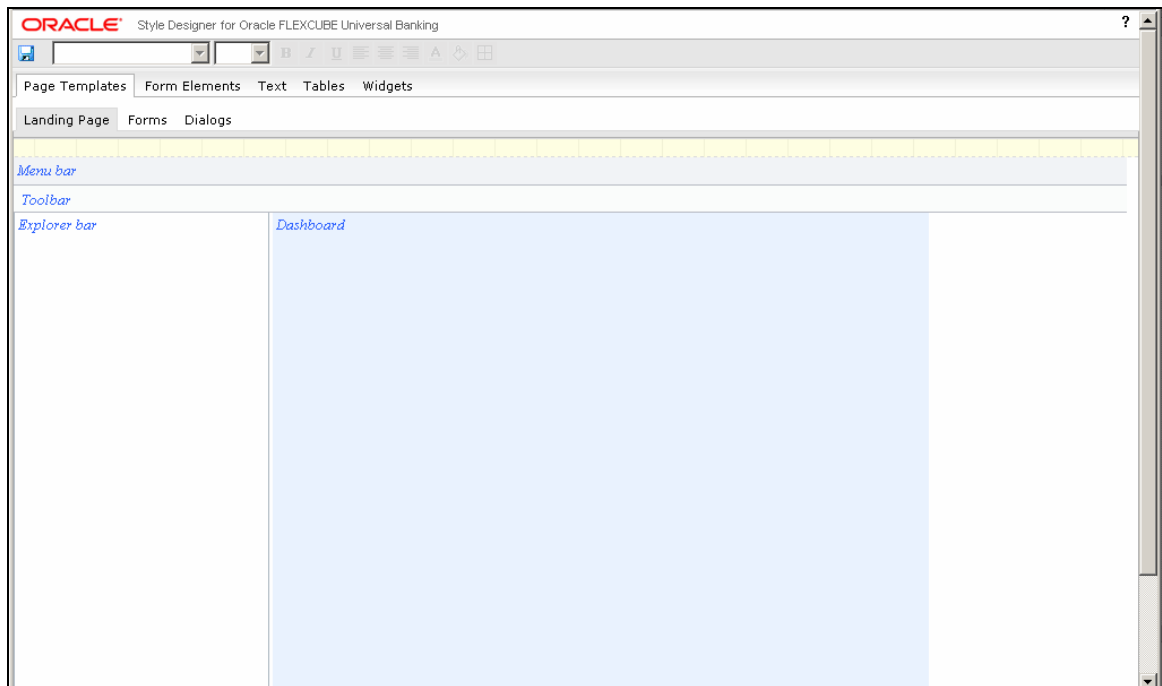 ORACLE Style Designer for Oracle FLEXCUBE Universal Banking ?
B I U A
Page Templates Form Elements Text Tables Widgets
Landing Page Forms Dialogs
Menu bar
Toolbar
Explorer bar Dashboard